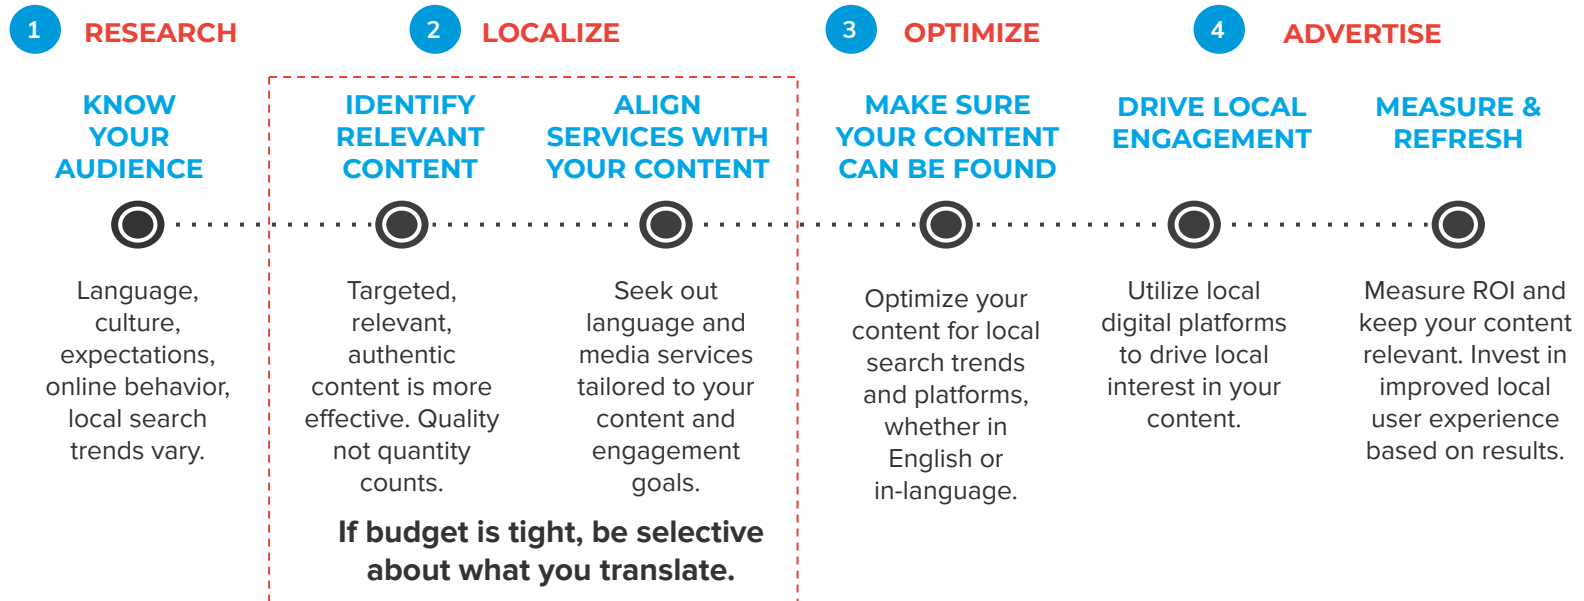 1 RESEARCH
2 LOCALIZE
3 OPTIMIZE
4 ADVERTISE
KNOW
YOUR
AUDIENCE
Language,
culture,
expectations,
online behavior,
local search
trends vary.
IDENTIFY
RELEVANT
CONTENT
Targeted,
relevant,
authentic
content is more
effective. Quality
not quantity
counts.
ALIGN
SERVICES WITH
YOUR CONTENT
Seek out
language and
media services
tailored to your
content and
engagement
goals.
If budget is tight, be selective
about what you translate.
MAKE SURE
YOUR CONTENT
CAN BE FOUND
Optimize your
content for local
search trends
and platforms,
whether in
English or
in-language.
DRIVE LOCAL
ENGAGEMENT
Utilize local
digital platforms
to drive local
interest in your
content.
MEASURE &
REFRESH
Measure ROI and
keep your content
relevant. Invest in
improved local
user experience
based on results.